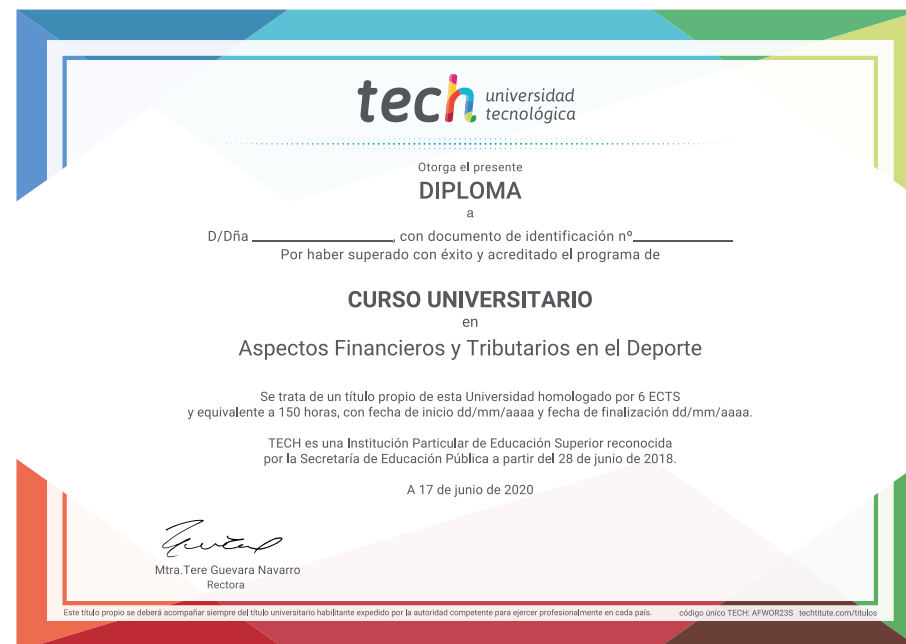 tech universidad
tecnológica
Otorga el presente
DIPLOMA
a
D/Dña ________________, con documento de identificación nº____________
Por haber superado con éxito y acreditado el programa de
CURSO UNIVERSITARIO
en
Aspectos Financieros y Tributarios en el Deporte
Se trata de un título propio de esta Universidad homologado por 6 ECTS
y equivalente a 150 horas, con fecha de inicio dd/mm/aaaa y fecha de finalización dd/mm/aaaa.
TECH es una Institución Particular de Educación Superior reconocida
por la Secretaría de Educación Pública a partir del 28 de junio de 2018.
A 17 de junio de 2020
Mtra.Tere Guevara Navarro
Rectora
Este título propio se deberá acompañar siempre del título universitario habilitante expedido por la autoridad competente para ejercer profesionalmente en cada país. código único TECH: AFWOR23S techtitute.com/titulos